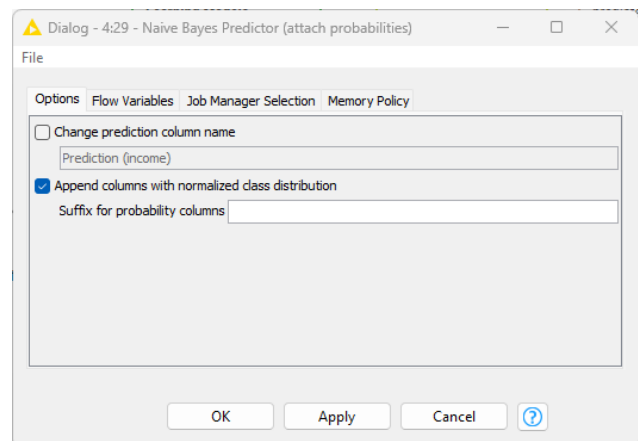 Dialog - 4:29 - Naive Bayes Predictor (attach probabilities)
File
Options Flow Variables Job Manager Selection Memory Policy
Change prediction column name
Prediction (income)
Append columns with normalized class distribution
Suffix for probability columns
OK Apply Cancel ?